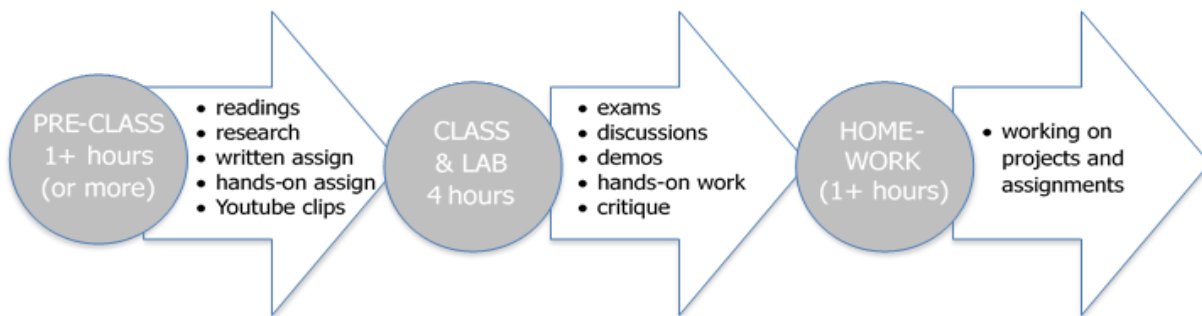 PRE-CLASS
1+ hours
(or more)
• readings
• research
• written assign
• hands-on assign
• Youtube clips
CLASS
& LAB
4 hours
• exams
• discussions
• demos
• hands-on work
• critique
HOME-
WORK
(1+ hours)
• working on
projects and
assignments